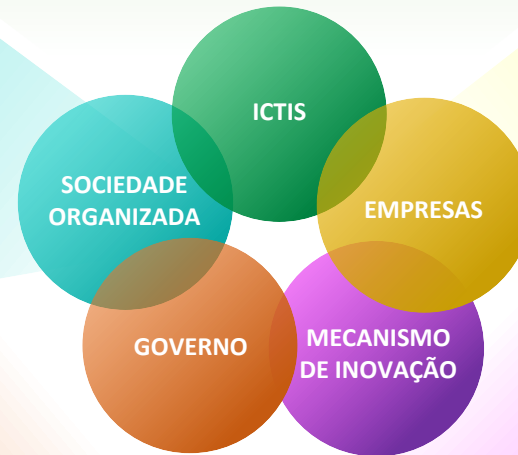 ICTIS
SOCIEDADE
ORGANIZADA
EMPRESAS
GOVERNO
MECANISMO
DE INOVAÇÃO